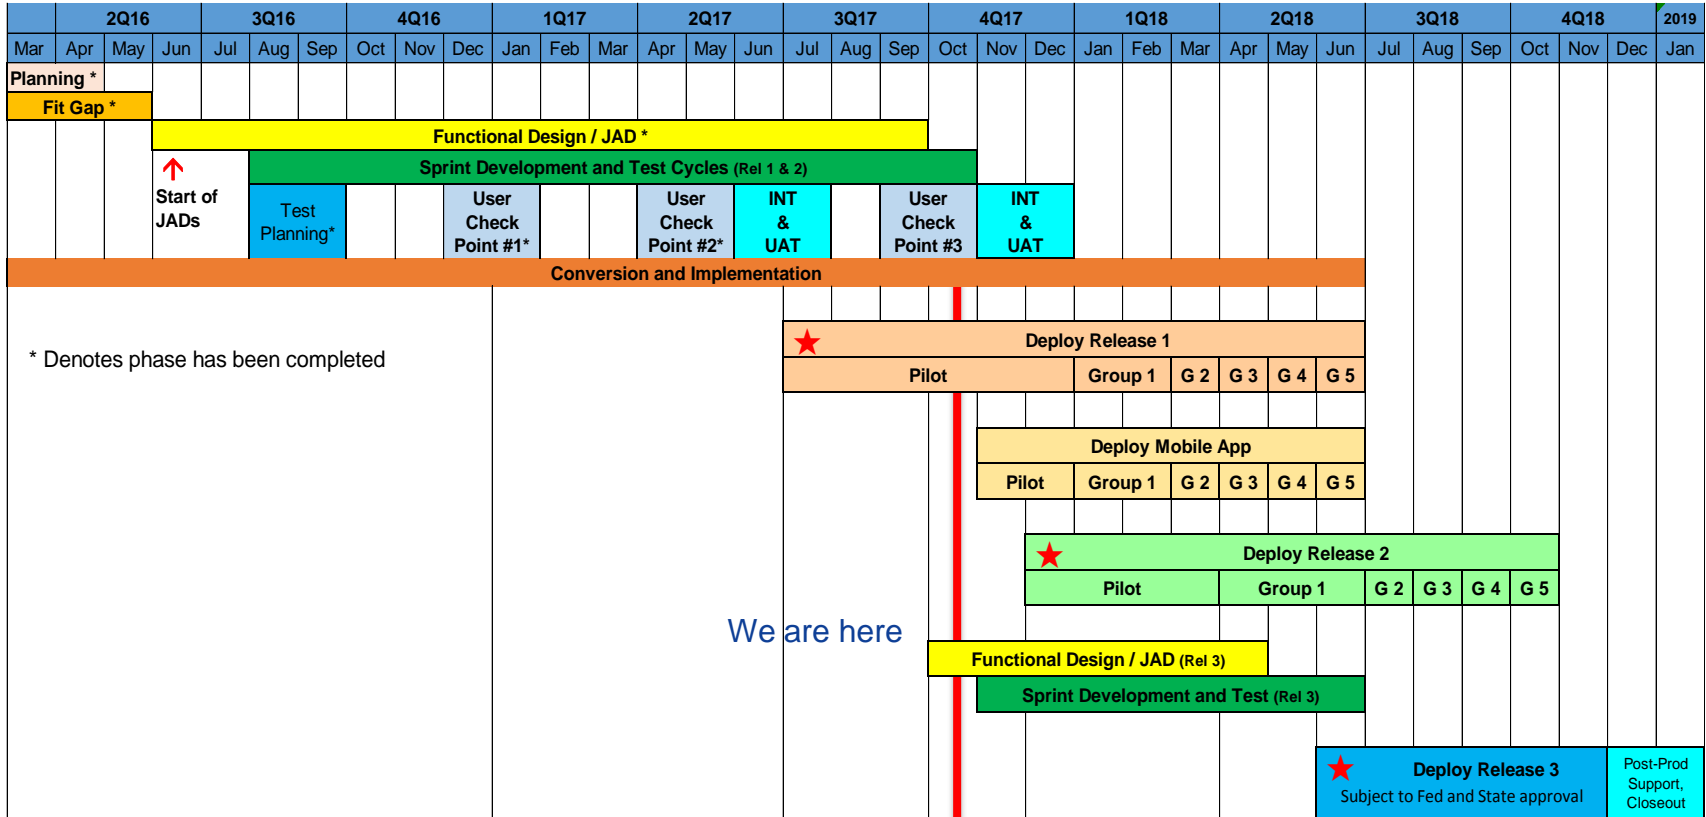 2Q16 3Q16 4Q16 1Q17 2Q17 3Q17 4Q17 1Q18 2Q18 3Q18 4Q18 2019
Mar Apr May Jun Jul Aug Sep Oct Nov Dec Jan Feb Mar Apr May Jun Jul Aug Sep Oct Nov Dec Jan Feb Mar Apr May Jun Jul Aug Sep Oct Nov Dec Jan
Planning *
Fit Gap *
Functional Design / JAD *
Sprint Development and Test Cycles (Rel 1 & 2)
Start of
JADs
Test
Planning*
User
Check
Point #1*
User
Check
Point #2*
INT
&
UAT
User
Check
Point #3
INT
&
UAT
Conversion and Implementation
* Denotes phase has been completed
Deploy Release 1
Pilot Group 1 G 2 G 3 G 4 G 5
Deploy Mobile App
Pilot Group 1 G 2 G 3 G 4 G 5
Deploy Release 2
Pilot Group 1 G 2 G 3 G 4 G 5
We are here
Functional Design / JAD (Rel 3)
Sprint Development and Test (Rel 3)
Deploy Release 3
Subject to Fed and State approval
Post-Prod
Support,
Closeout